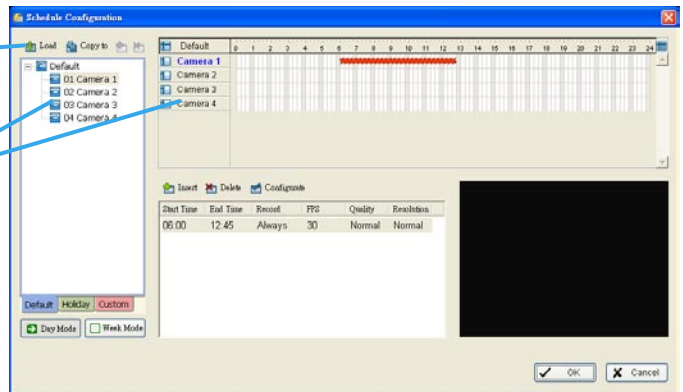 Schedule Configuration
Load Copy to
Default
01 Camera 1
02 Camera 2
03 Camera 3
04 Camera 4
Default Holiday Custom
Day Mode Week Mode
Default 0 1 2 3 4 5 6 7 8 9 10 11 12 13 14 15 16 17 18 19 20 21 22 23 24
Camera 1
Camera 2
Camera 3
Camera 4
Insert Delete Configurate
Start Time End Time Record FPS Quality Resolution
06:00 12:45 Always 30 Normal Normal
OK Cancel